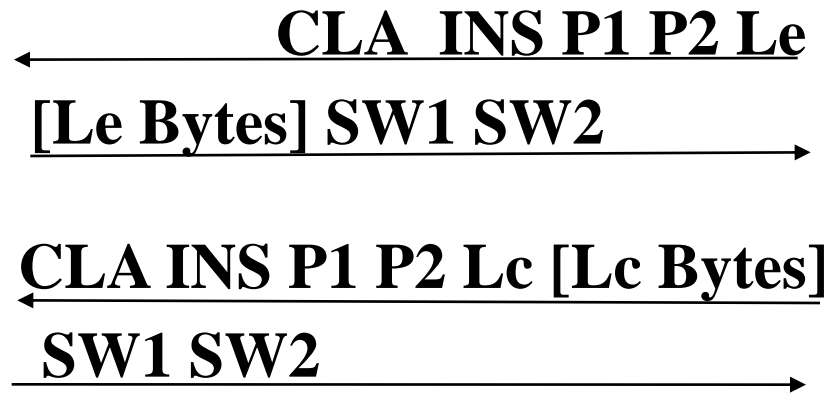 CLA INS P1 P2 Le
[Le Bytes] SW1 SW2
CLA INS P1 P2 Lc [Lc Bytes]
SW1 SW2